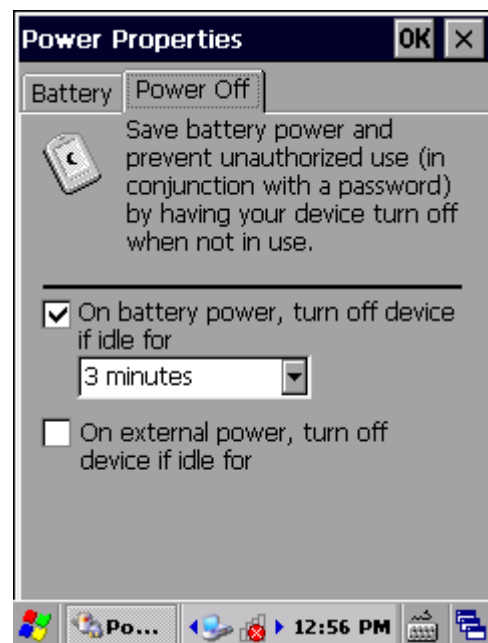 Power Properties OK ×
Battery Power Off
Save battery power and
prevent unauthorized use (in
conjunction with a password)
by having your device turn off
when not in use.
On battery power, turn off device
if idle for
3 minutes
On external power, turn off
device if idle for
Po... 12:56 PM